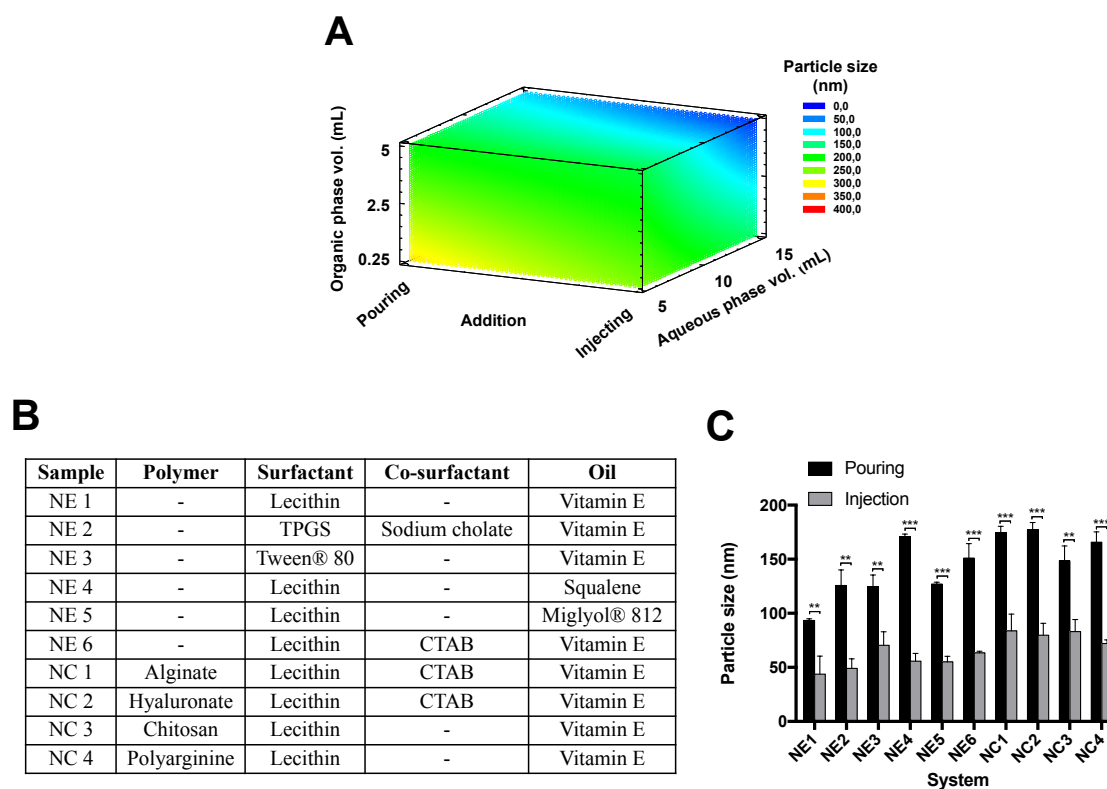 A
Particle size
(nm)
0,0
50,0
100,0
150,0
200,0
250,0
300,0
350,0
400,0
Organic phase vol. (mL)
5
2.5
0.25
Pouring
Addition
Injecting
5
10
15
Aqueous phase vol. (mL)
B
Sample Polymer Surfactant Co-surfactant Oil
NE 1 - Lecithin - Vitamin E
NE 2 - TPGS Sodium cholate Vitamin E
NE 3 - Tween® 80 - Vitamin E
NE 4 - Lecithin - Squalene
NE 5 - Lecithin - Miglyol® 812
NE 6 - Lecithin CTAB Vitamin E
NC 1 Alginate Lecithin CTAB Vitamin E
NC 2 Hyaluronate Lecithin CTAB Vitamin E
NC 3 Chitosan Lecithin - Vitamin E
NC 4 Polyarginine Lecithin - Vitamin E
C
Pouring
Injection
Particle size (nm)
200
150
100
50
0
** ** ** *** *** *** *** *** ** ***
NE1 NE2 NE3 NE4 NE5 NE6 NC1 NC2 NC3 NC4
System